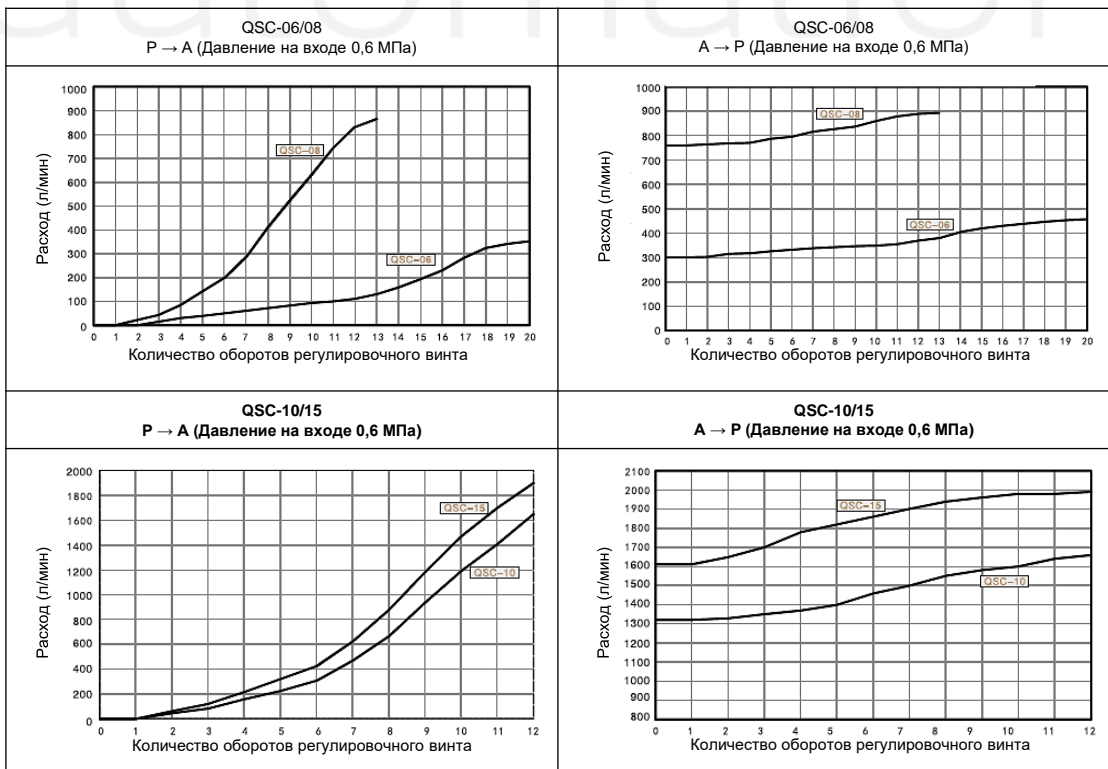 QSC-06/08
P → A (Давление на входе 0,6 МПа)
QSC-06/08
A → P (Давление на входе 0,6 МПа)
Расход (л/мин)
1000
900
800
700
600
500
400
300
200
100
0
QSC-08
QSC-06
0 1 2 3 4 5 6 7 8 9 10 11 12 13 14 15 16 17 18 19 20
Количество оборотов регулировочного винта
Расход (л/мин)
1000
900
800
700
600
500
400
300
200
100
0
QSC-08
QSC-06
0 1 2 3 4 5 6 7 8 9 10 11 12 13 14 15 16 17 18 19 20
Количество оборотов регулировочного винта
QSC-10/15
P → A (Давление на входе 0,6 МПа)
QSC-10/15
A → P (Давление на входе 0,6 МПа)
Расход (л/мин)
2000
1800
1600
1400
1200
1000
800
600
400
200
0
QSC-15
QSC-10
0 1 2 3 4 5 6 7 8 9 10 11 12
Количество оборотов регулировочного винта
Расход (л/мин)
2100
2000
1900
1800
1700
1600
1500
1400
1300
1200
1100
1000
900
800
QSC-15
QSC-10
0 1 2 3 4 5 6 7 8 9 10 11 12
Количество оборотов регулировочного винта